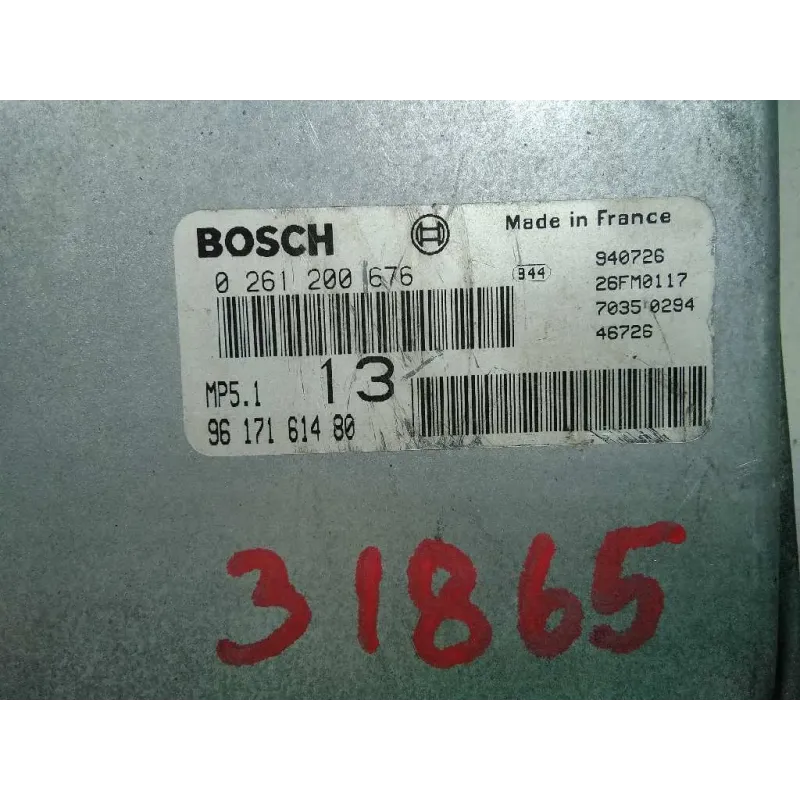 BOSCH
Made in France
0 261 200 676
944
940726
26FM0117
7035 0294
46726
MP5.1
13
96 171 614 80
31865